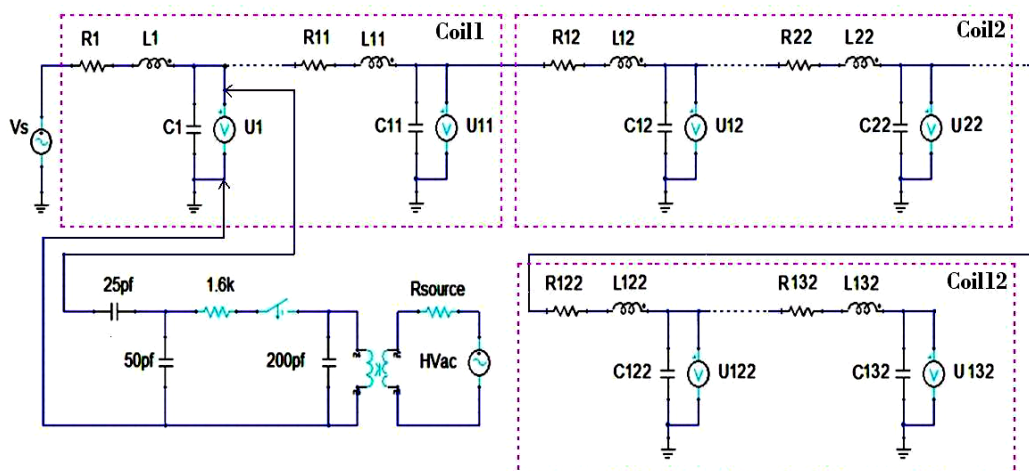 R1 L1 R11 L11 Coil1
R12 L12 R22 L22 Coil2
Vs C1 U1 C11 U11 C12 U12 C22 U22
25pf 1.6k Rsource
50pf 200pf HVac
R122 L122 R132 L132 Coil12
C122 U122 C132 U132